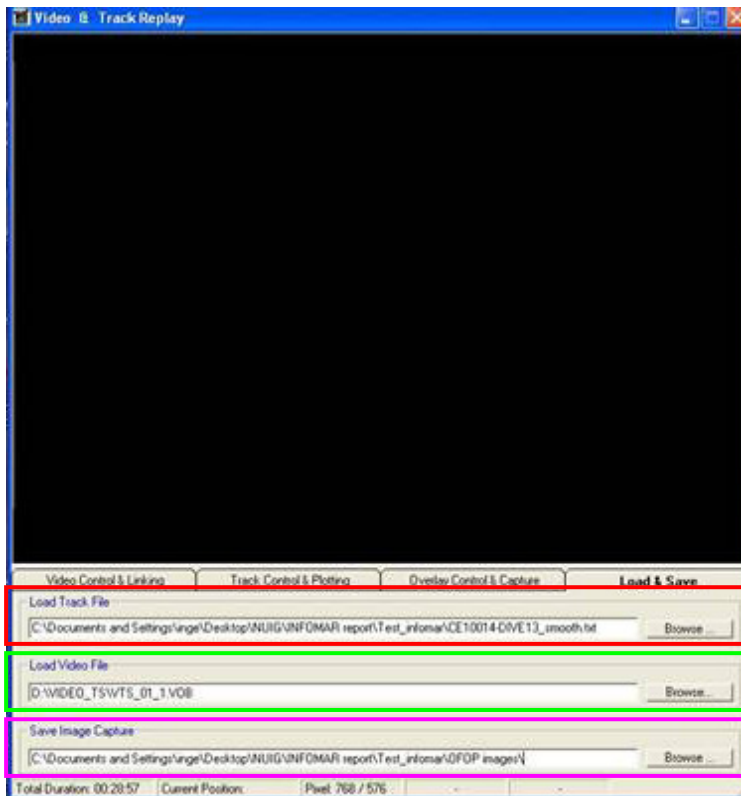 Video & Track Replay
Video Control & Linking Track Control & Plotting Overlay Control & Capture Load & Save
Load Track File
C:\Documents and Settings\inge\Desktop\NUIG\INFOMAR report\Test_infomar\CE10014-DIVE13_smooth.txt Browse ...
Load Video File
D:\VIDEO_TS\VTS_01_1.VOB Browse...
Save Image Capture
C:\Documents and Settings\inge\Desktop\NUIG\INFOMAR report\Test_infomar\OFOP images\ Browse ...
Total Duration: 00:28:57 Current Position: Pixel: 768 / 576 - -